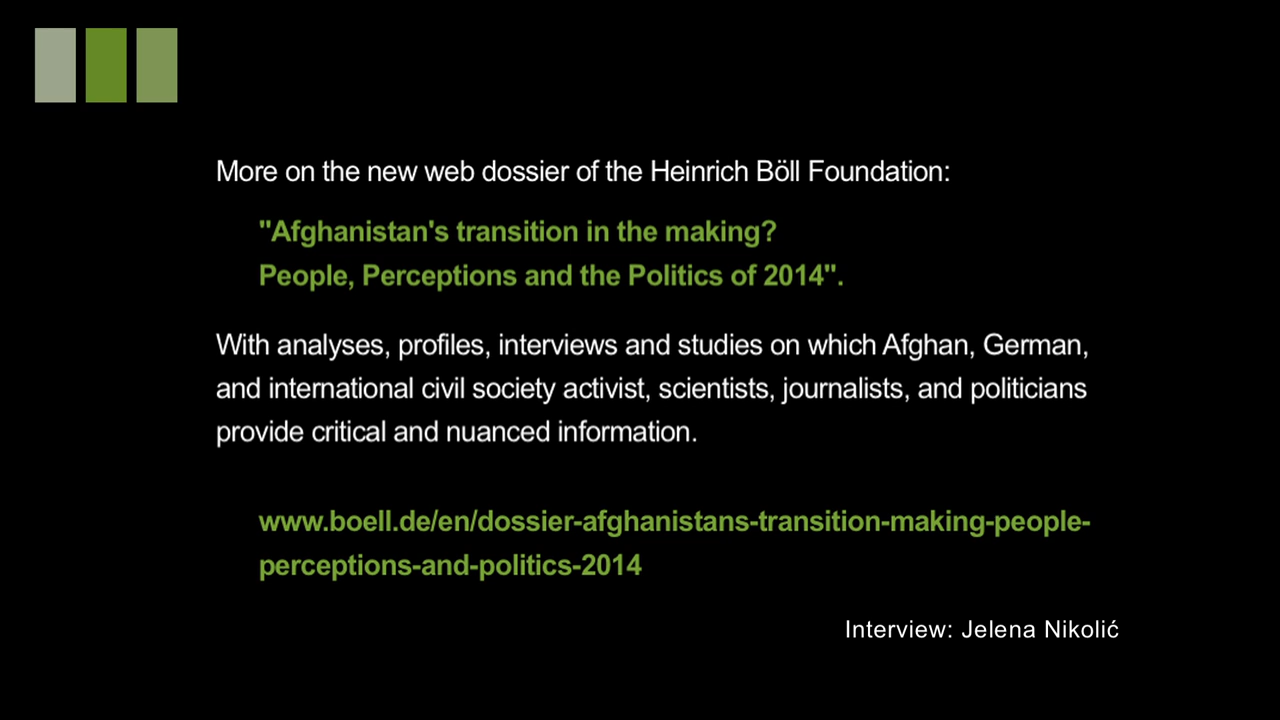 More on the new web dossier of the Heinrich Böll Foundation:
"Afghanistan's transition in the making?
People, Perceptions and the Politics of 2014".
With analyses, profiles, interviews and studies on which Afghan, German,
and international civil society activist, scientists, journalists, and politicians
provide critical and nuanced information.
www.boell.de/en/dossier-afghanistans-transition-making-people-
perceptions-and-politics-2014
Interview: Jelena Nikolić